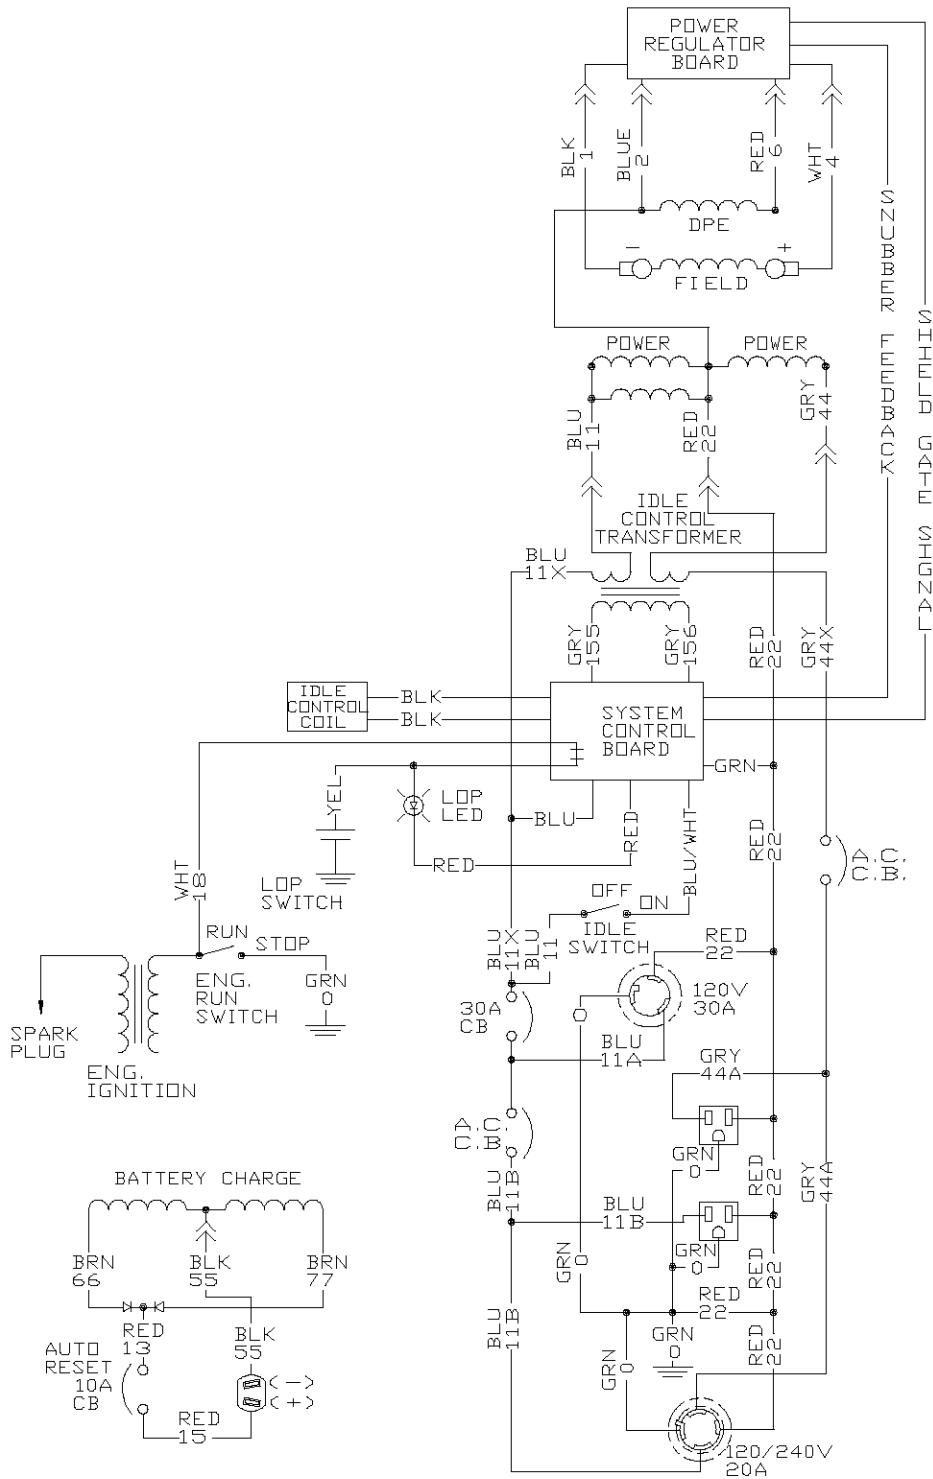 POWER
REGULATOR
BOARD
BLK
1
BLUE
2
RED
6
WHT
4
DPE
−
+
FIELD
SNUBBER FEEDBACK
SHIELD GATE SIGNAL
POWER
POWER
BLU
11
RED
22
GRY
44
IDLE
CONTROL
TRANSFORMER
BLU
11X
GRY
155
GRY
156
RED
22
GRY
44X
IDLE
CONTROL
COIL
BLK
BLK
SYSTEM
CONTROL
BOARD
GRN
YEL
LOP
LED
BLU
RED
BLU/WHT
RED
RED
22
A.C.
C.B.
WHT
18
LOP
SWITCH
OFF
ON
IDLE
SWITCH
BLU
11X
BLU
11
RED
22
RUN
STOP
ENG.
RUN
SWITCH
GRN
0
SPARK
PLUG
ENG.
IGNITION
30A
CB
0
120V
30A
BLU
11A
GRY
44A
A.C.
C.B.
GRN
0
BLU
11B
RED
22
GRY
44A
BLU
11B
GRN
0
GRN
0
RED
22
RED
22
BATTERY CHARGE
BRN
66
BLK
55
BRN
77
RED
13
BLK
55
AUTO
RESET
10A
CB
(-)
(+)
RED
15
BLU
11B
GRN
0
GRN
0
RED
22
120/240V
20A